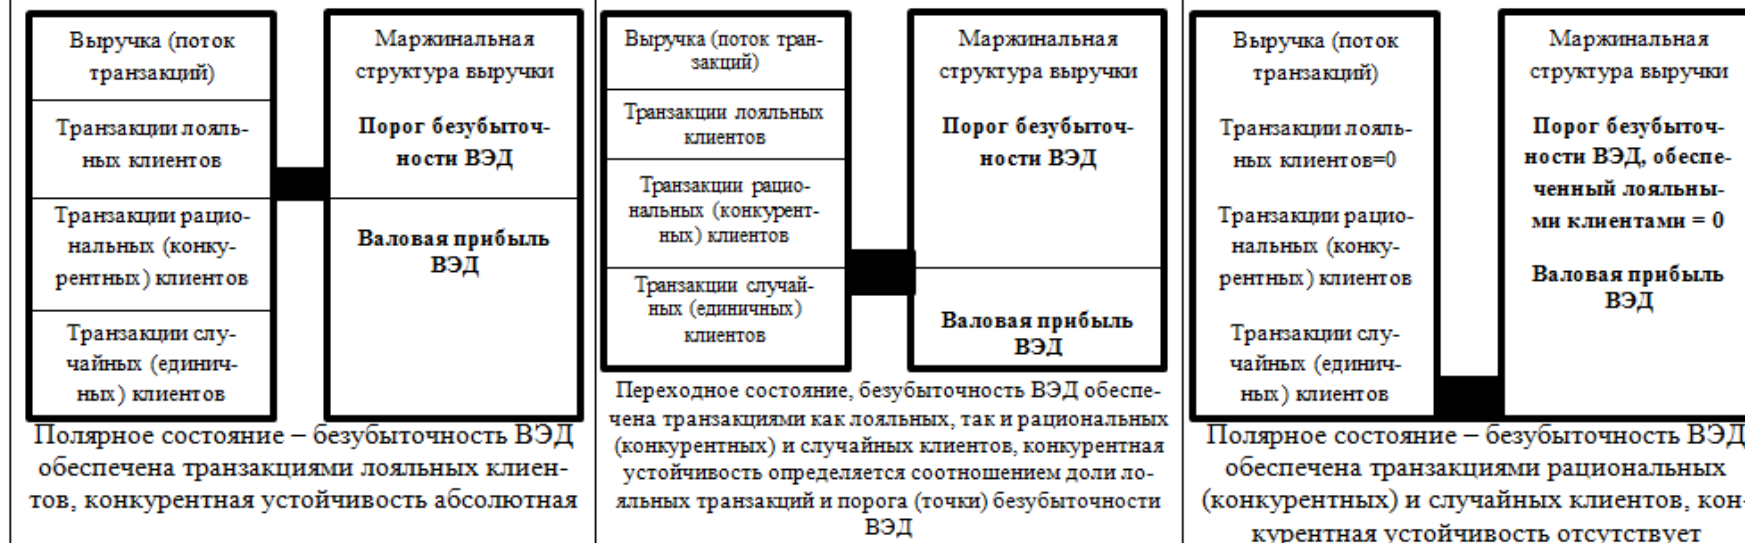 Выручка (поток
транзакций)
Транзакции лояль-
ных клиентов
Транзакции рацио-
нальных (конку-
рентных) клиентов
Транзакции слу-
чайных (единич-
ных) клиентов
Маржинальная
структура выручки
Порог безубыточ-
ности ВЭД
Валовая прибыль
ВЭД
Полярное состояние – безубыточность ВЭД
обеспечена транзакциями лояльных клиен-
тов, конкурентная устойчивость абсолютная
Выручка (поток тран-
закций)
Транзакции лояльных
клиентов
Транзакции рацио-
нальных (конкурент-
ных) клиентов
Транзакции случай-
ных (единичных)
клиентов
Маржинальная
структура выручки
Порог безубыточ-
ности ВЭД
Валовая прибыль
ВЭД
Переходное состояние, безубыточность ВЭД обеспе-
чена транзакциями как лояльных, так и рациональных
(конкурентных) и случайных клиентов, конкурентная
устойчивость определяется соотношением доли ло-
яльных транзакций и порога (точки) безубыточности
ВЭД
Выручка (поток
транзакций)
Транзакции лояль-
ных клиентов=0
Транзакции рацио-
нальных (конку-
рентных) клиентов
Транзакции слу-
чайных (единич-
ных) клиентов
Маржинальная
структура выручки
Порог безубыточ-
ности ВЭД, обеспе-
ченный лояльны-
ми клиентами = 0
Валовая прибыль
ВЭД
Полярное состояние – безубыточность ВЭД
обеспечена транзакциями рациональных
(конкурентных) и случайных клиентов, кон-
курентная устойчивость отсутствует